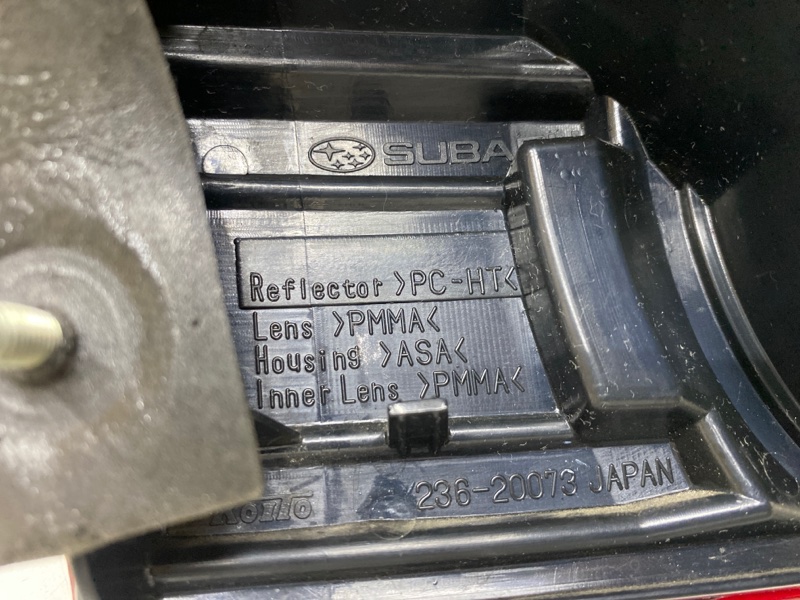 SUBA
Reflector >PC-HT<
Lens >PMMA<
Housing >ASA<
Inner Lens >PMMA<
236-20073 JAPAN